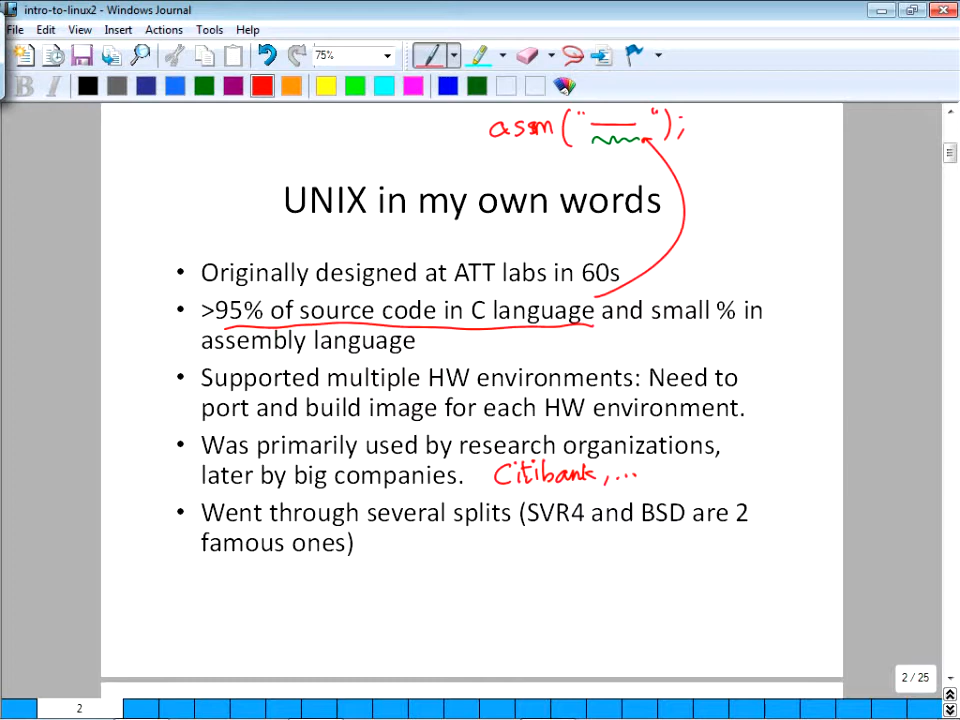 intro-to-linux2 - Windows Journal
File Edit View Insert Actions Tools Help
75%
B I
asm(" ");
UNIX in my own words
• Originally designed at ATT labs in 60s
• >95% of source code in C language and small % in
assembly language
• Supported multiple HW environments: Need to
port and build image for each HW environment.
• Was primarily used by research organizations,
later by big companies. Citibank, ...
• Went through several splits (SVR4 and BSD are 2
famous ones)
2 / 25
2